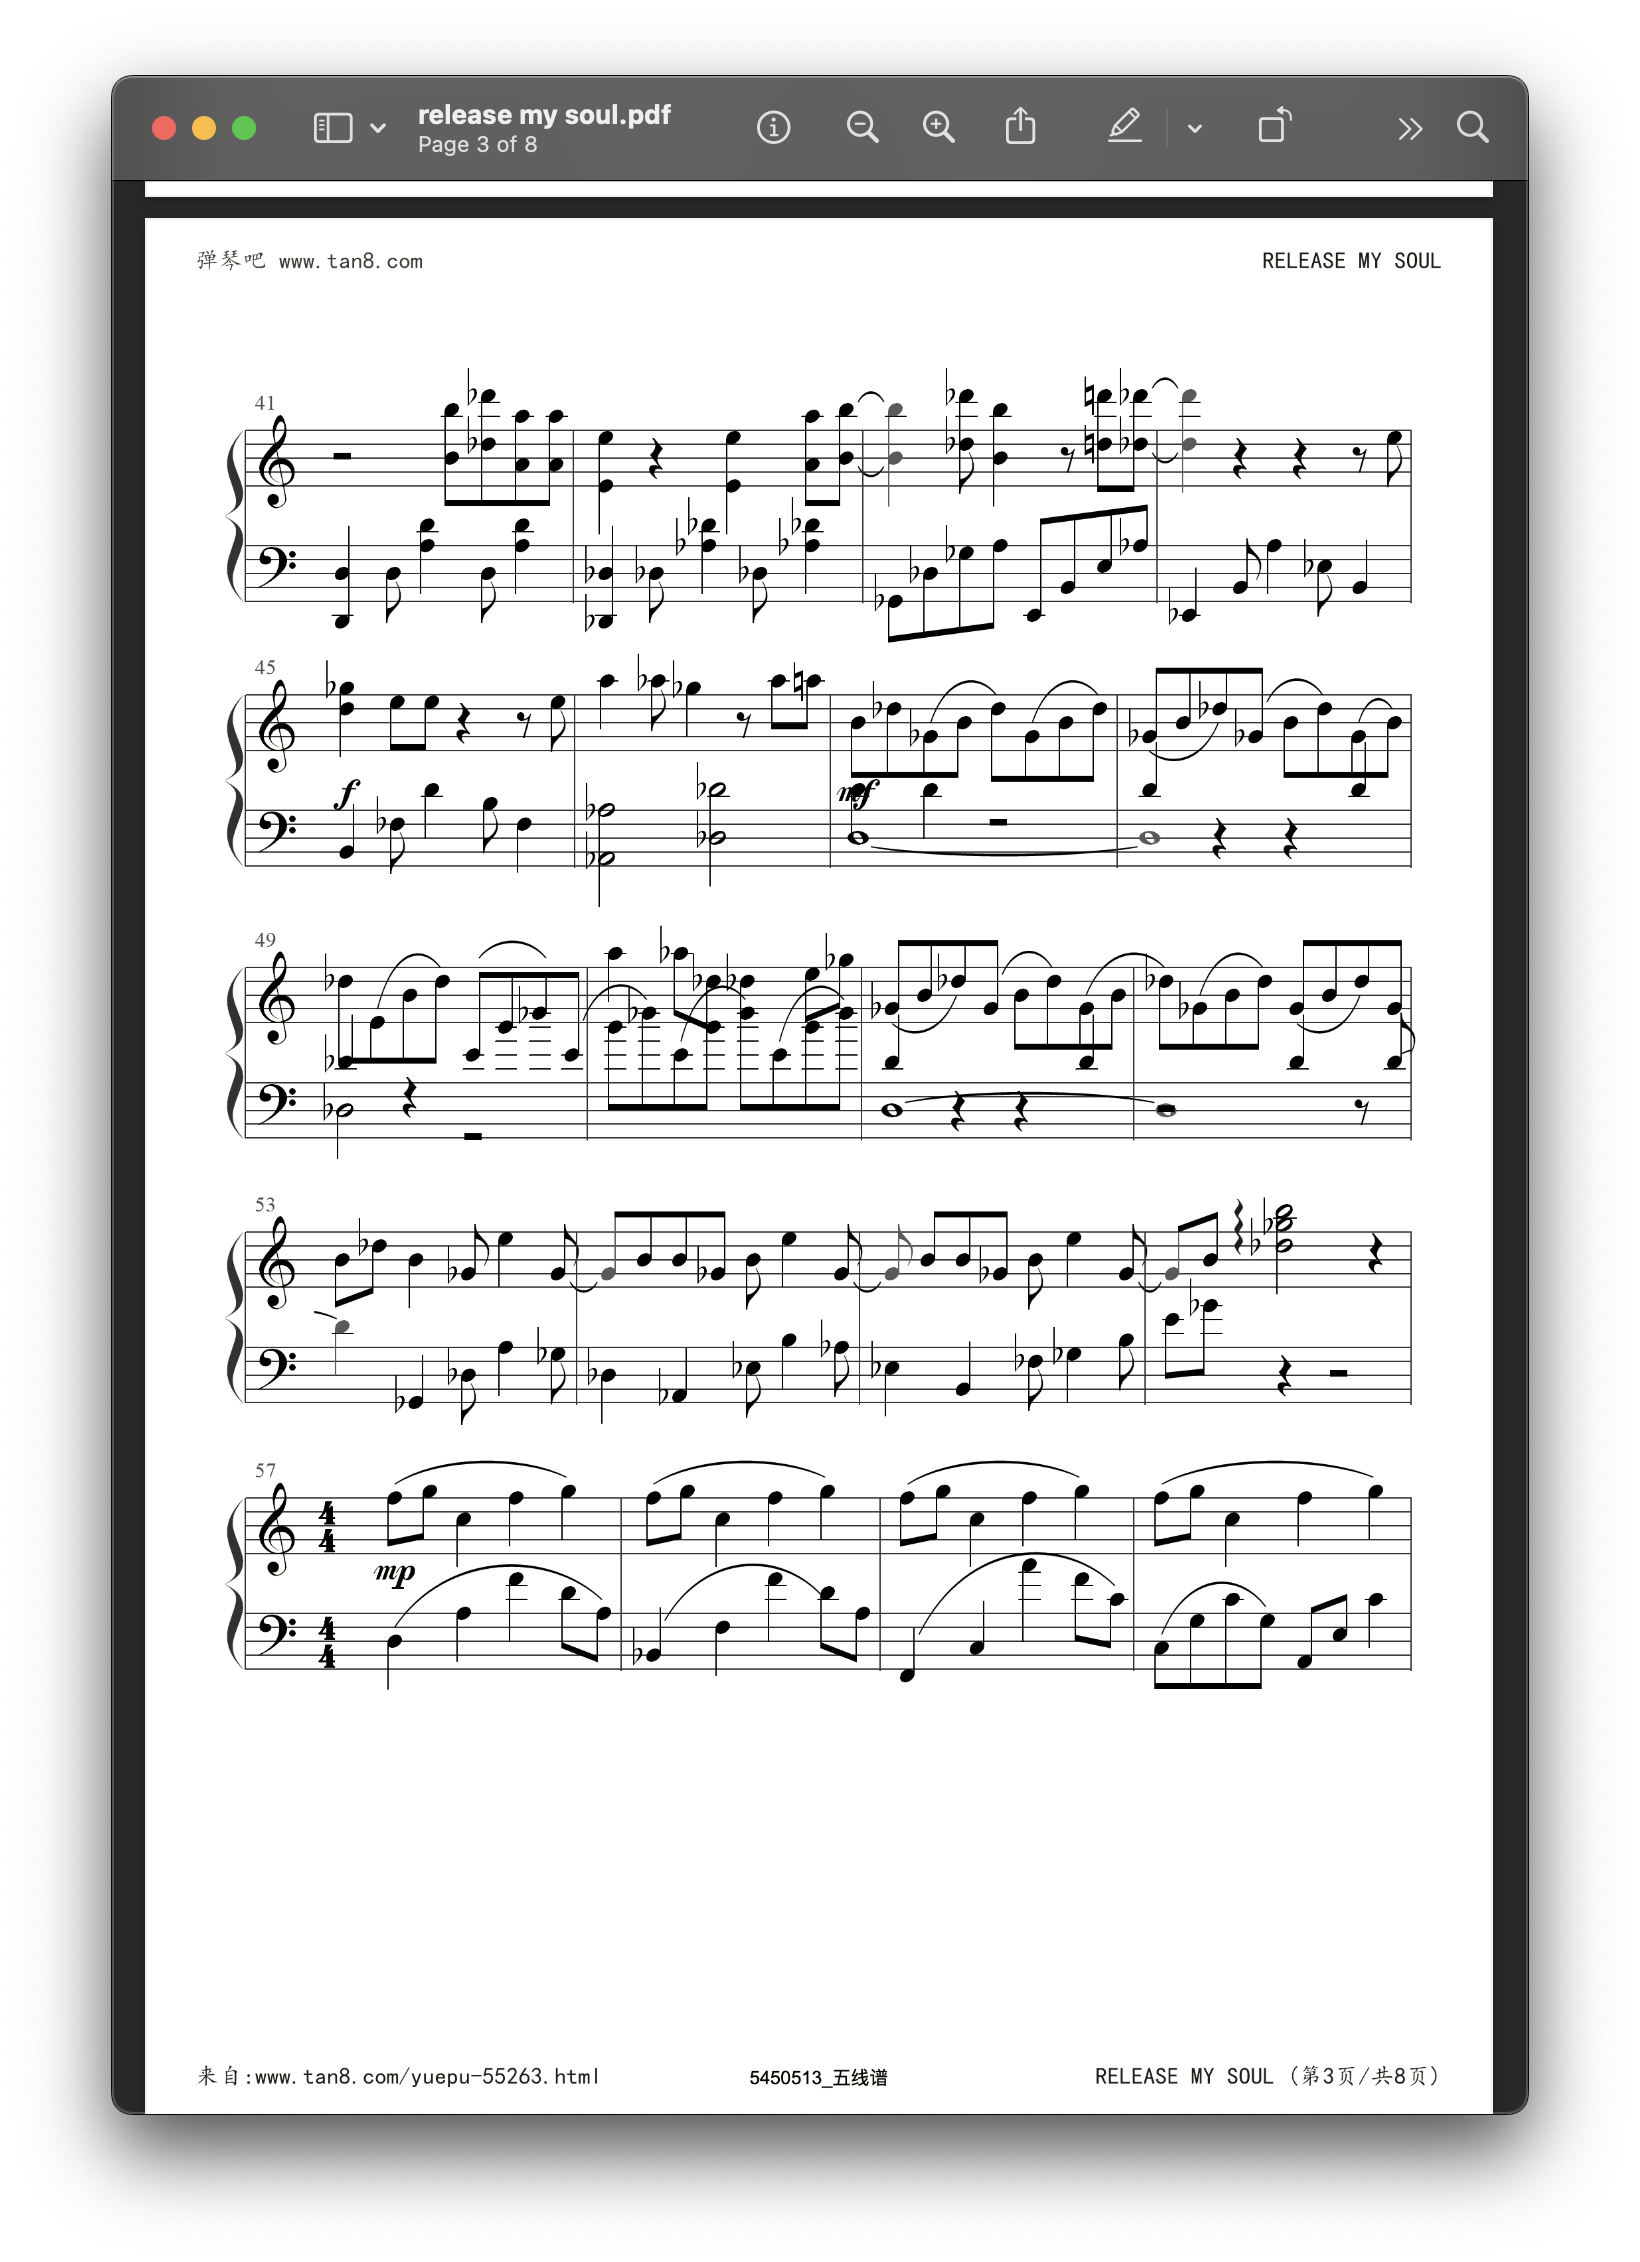 release my soul.pdf
Page 3 of 8
弹琴吧 www.tan8.com
RELEASE MY SOUL
41
45
f
mf
49
53
57
4
4
mp
4
4
来自:www.tan8.com/yuepu-55263.html
5450513_五线谱
RELEASE MY SOUL (第3页/共8页)